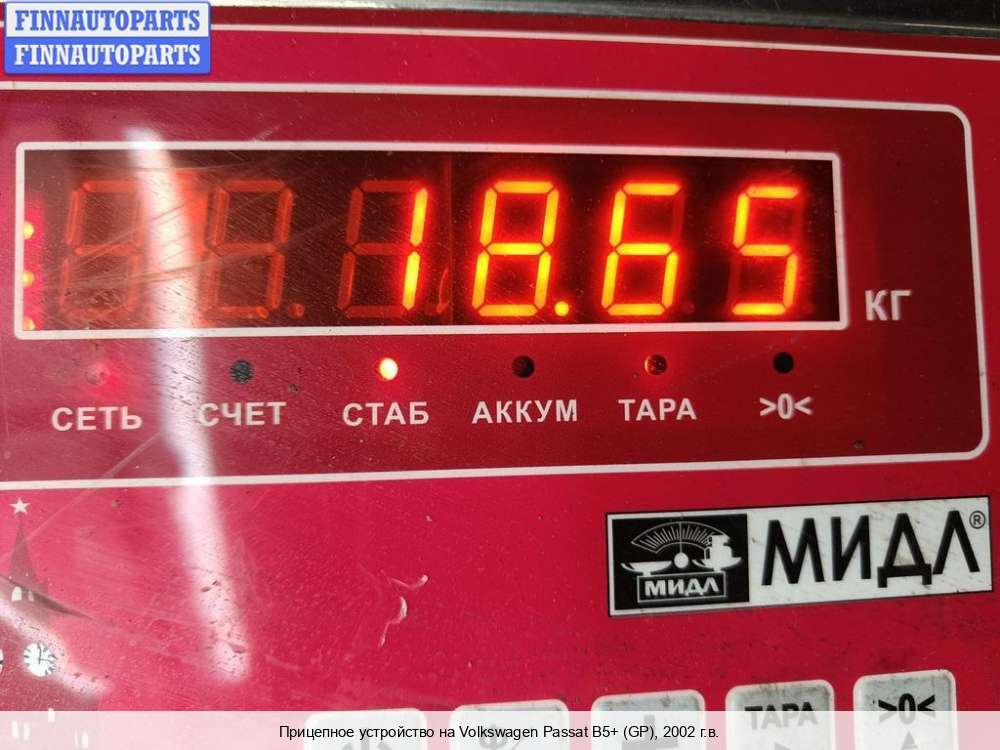 FINNAUTOPARTS
FINNAUTOPARTS
18.65
КГ
СЕТЬ СЧЕТ СТАБ АККУМ ТАРА >0<
МИДЛ МИДЛ®
ТАРА >0<
Прицепное устройство на Volkswagen Passat B5+ (GP), 2002 г.в.